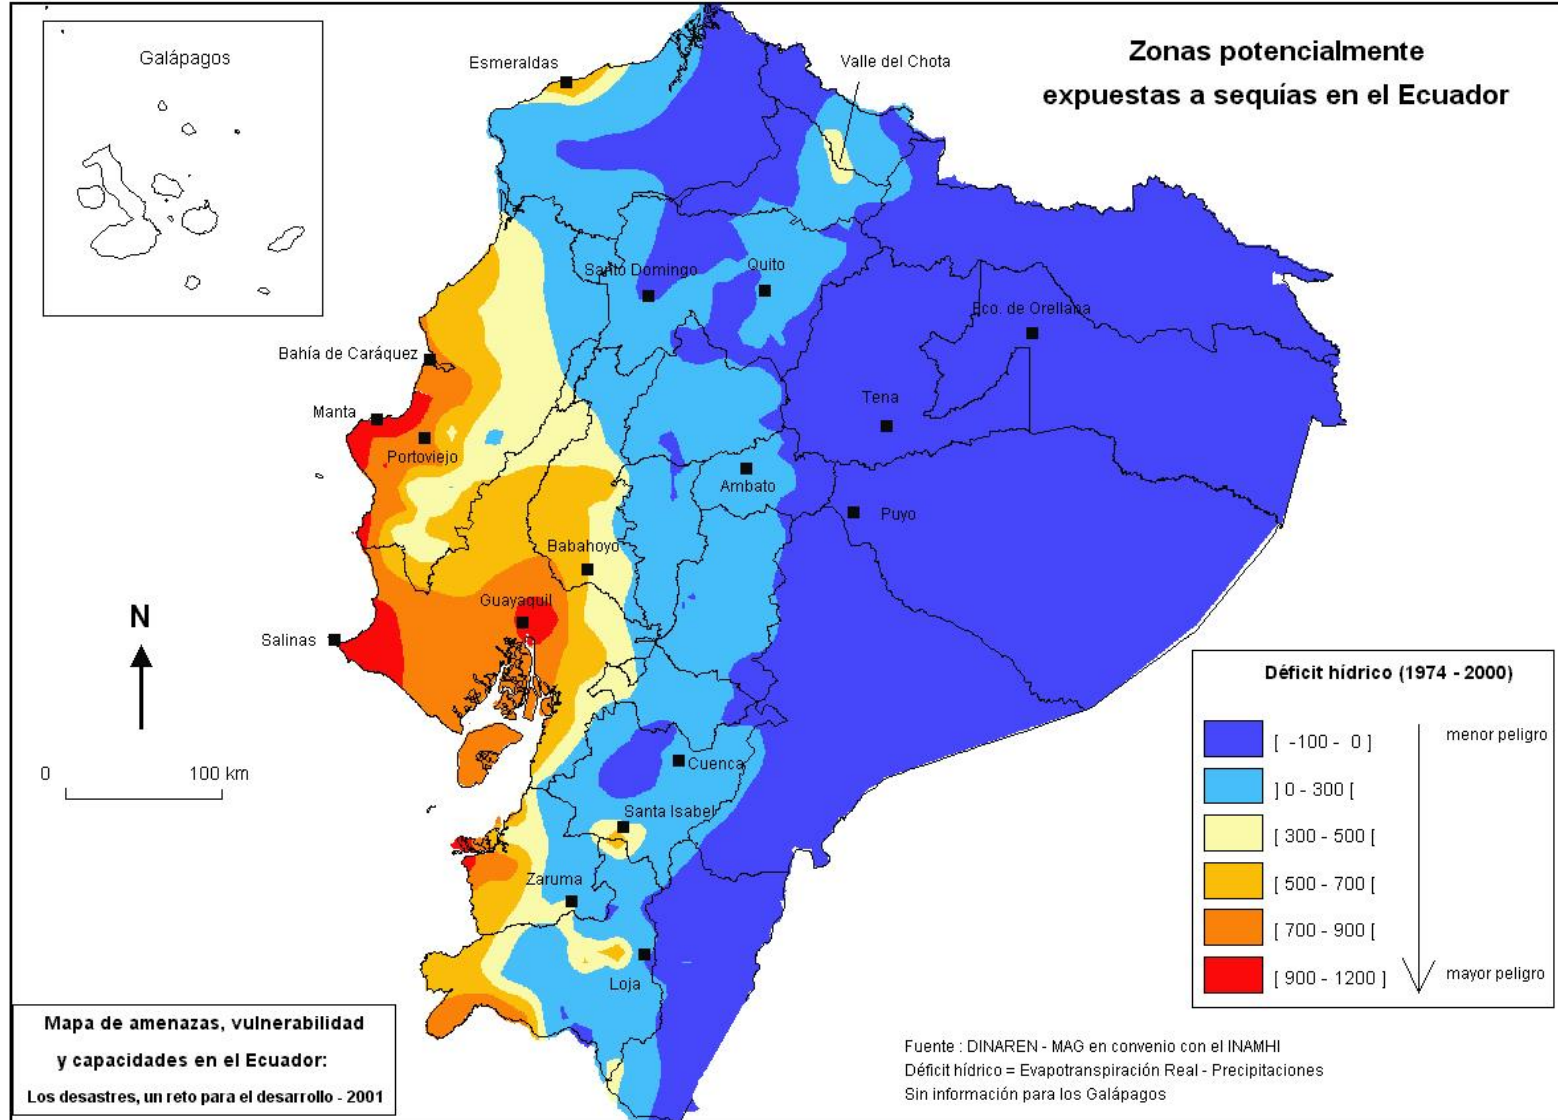 Zonas potencialmente
expuestas a sequías en el Ecuador
Galápagos
Esmeraldas
Valle del Chota
Santo Domingo
Quito
Eco. de Orellana
Bahía de Caráquez
Tena
Manta
Portoviejo
Ambato
Puyo
Babahoyo
Guayaquil
N
Salinas
0 100 km
Cuenca
Santa Isabel
Zaruma
Loja
Déficit hídrico (1974 - 2000)
[ -100 - 0 ] menor peligro
] 0 - 300 [
[ 300 - 500 [
[ 500 - 700 [
[ 700 - 900 [
[ 900 - 1200 ] mayor peligro
Mapa de amenazas, vulnerabilidad
y capacidades en el Ecuador:
Los desastres, un reto para el desarrollo - 2001
Fuente : DINAREN - MAG en convenio con el INAMHI
Déficit hídrico = Evapotranspiración Real - Precipitaciones
Sin información para los Galápagos